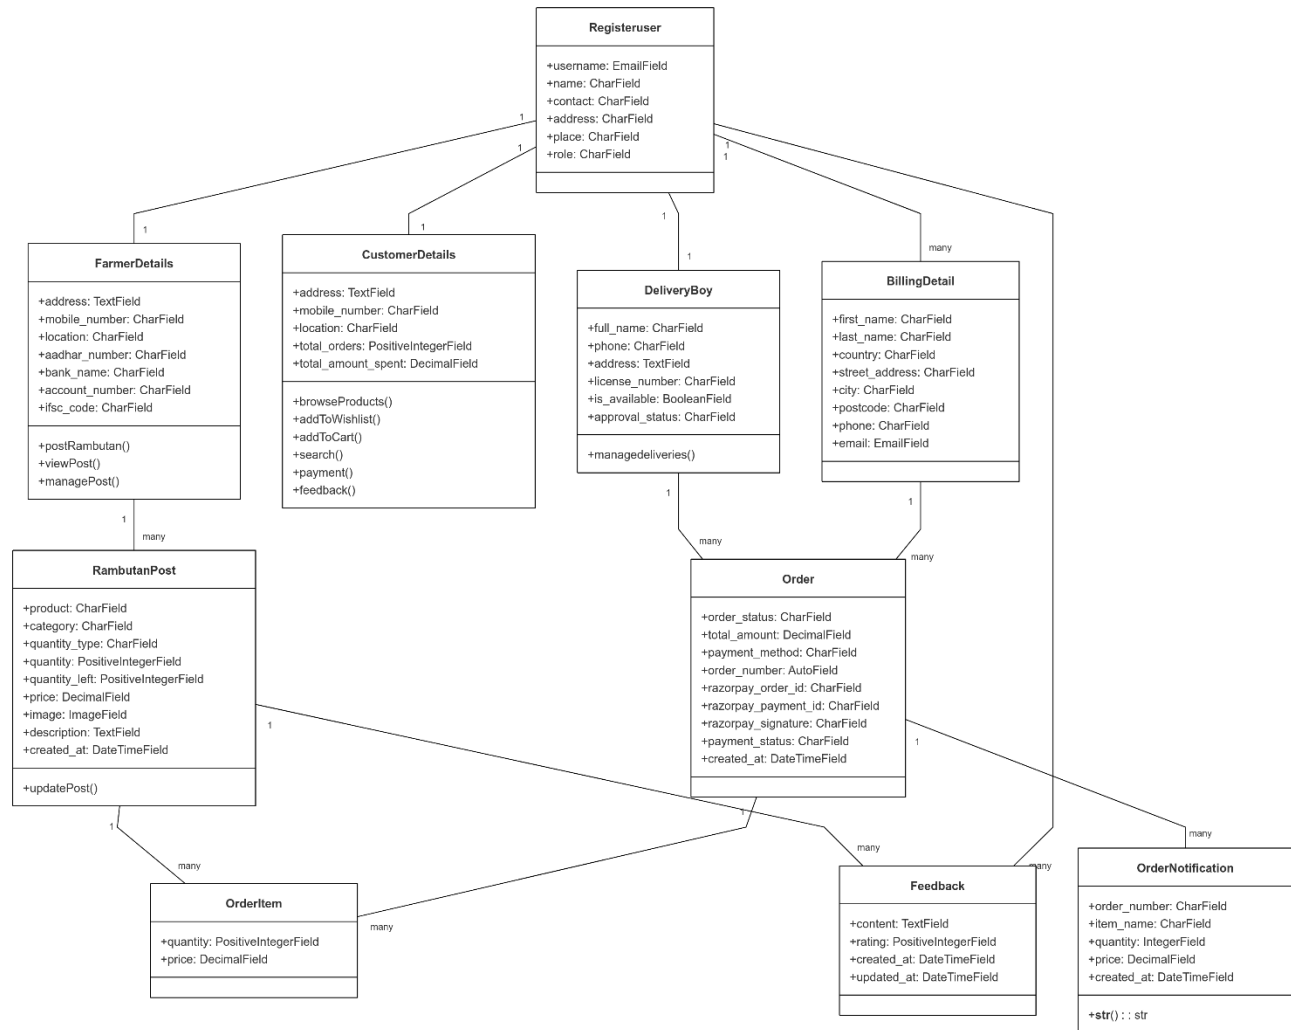 Registeruser
+username: EmailField
+name: CharField
+contact: CharField
+address: CharField
+place: CharField
+role: CharField
1
1
1
1
1
1
1
1
many
FarmerDetails
+address: TextField
+mobile_number: CharField
+location: CharField
+aadhar_number: CharField
+bank_name: CharField
+account_number: CharField
+ifsc_code: CharField
+postRambutan()
+viewPost()
+managePost()
CustomerDetails
+address: TextField
+mobile_number: CharField
+location: CharField
+total_orders: PositiveIntegerField
+total_amount_spent: DecimalField
+browseProducts()
+addToWishlist()
+addToCart()
+search()
+payment()
+feedback()
DeliveryBoy
+full_name: CharField
+phone: CharField
+address: TextField
+license_number: CharField
+is_available: BooleanField
+approval_status: CharField
+managedeliveries()
BillingDetail
+first_name: CharField
+last_name: CharField
+country: CharField
+street_address: CharField
+city: CharField
+postcode: CharField
+phone: CharField
+email: EmailField
1
many
1
many
1
many
RambutanPost
+product: CharField
+category: CharField
+quantity_type: CharField
+quantity: PositiveIntegerField
+quantity_left: PositiveIntegerField
+price: DecimalField
+image: ImageField
+description: TextField
+created_at: DateTimeField
+updatePost()
Order
+order_status: CharField
+total_amount: DecimalField
+payment_method: CharField
+order_number: AutoField
+razorpay_order_id: CharField
+razorpay_payment_id: CharField
+razorpay_signature: CharField
+payment_status: CharField
+created_at: DateTimeField
1
1
1
1
many
many
many
many
many
OrderItem
+quantity: PositiveIntegerField
+price: DecimalField
Feedback
+content: TextField
+rating: PositiveIntegerField
+created_at: DateTimeField
+updated_at: DateTimeField
OrderNotification
+order_number: CharField
+item_name: CharField
+quantity: IntegerField
+price: DecimalField
+created_at: DateTimeField
+str() : : str